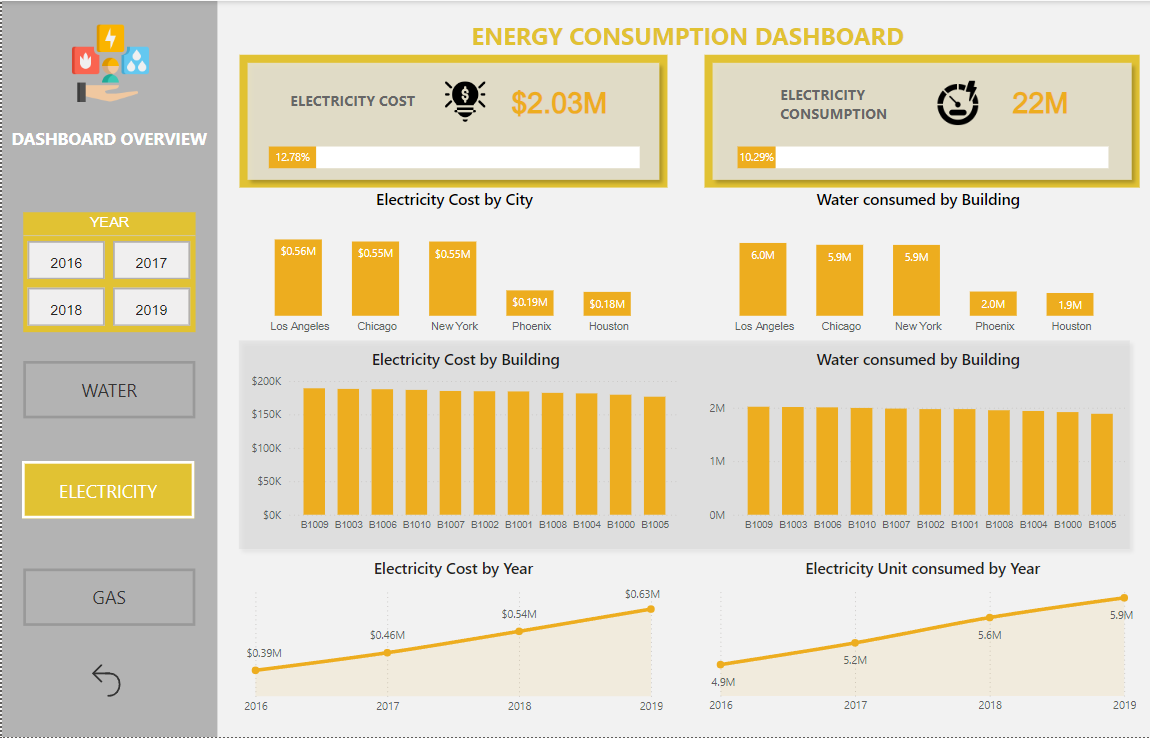 ENERGY CONSUMPTION DASHBOARD
DASHBOARD OVERVIEW
YEAR
2016 2017
2018 2019
WATER
ELECTRICITY
GAS
ELECTRICITY COST
$
$2.03M
12.78%
ELECTRICITY
CONSUMPTION
22M
10.29%
Electricity Cost by City
$0.56M $0.55M $0.55M $0.19M $0.18M
Los Angeles Chicago New York Phoenix Houston
Water consumed by Building
6.0M 5.9M 5.9M 2.0M 1.9M
Los Angeles Chicago New York Phoenix Houston
Electricity Cost by Building
$200K
$150K
$100K
$50K
$0K
B1009 B1003 B1006 B1010 B1007 B1002 B1001 B1008 B1004 B1000 B1005
Water consumed by Building
2M
1M
0M
B1009 B1003 B1006 B1010 B1007 B1002 B1001 B1008 B1004 B1000 B1005
Electricity Cost by Year
$0.39M $0.46M $0.54M $0.63M
2016 2017 2018 2019
Electricity Unit consumed by Year
4.9M 5.2M 5.6M 5.9M
2016 2017 2018 2019